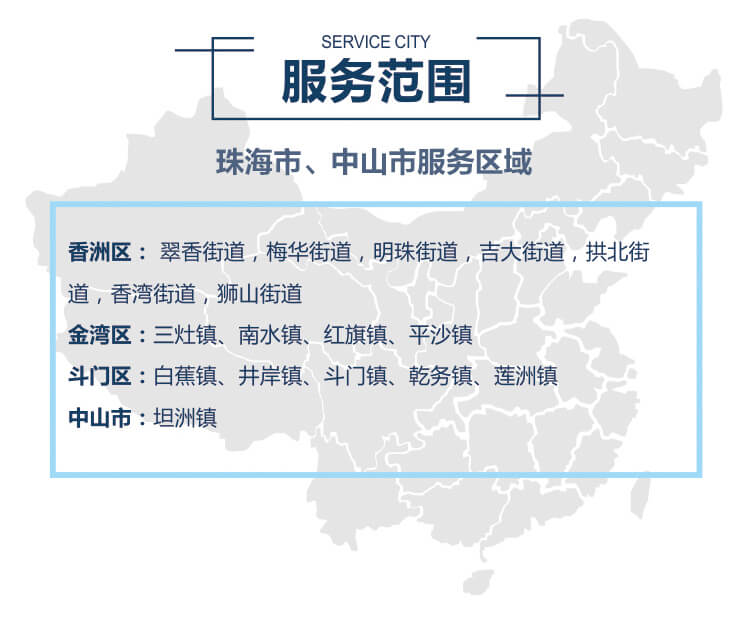 SERVICE CITY
服务范围
珠海市、中山市服务区域
香洲区： 翠香街道，梅华街道，明珠街道，吉大街道，拱北街
道，香湾街道，狮山街道
金湾区：三灶镇、南水镇、红旗镇、平沙镇
斗门区：白蕉镇、井岸镇、斗门镇、乾务镇、莲洲镇
中山市：坦洲镇